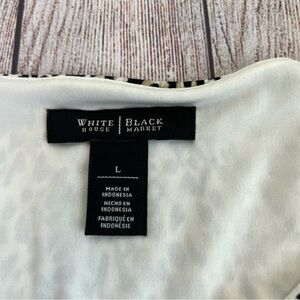 WHITE | BLACK
HOUSE | MARKET
L
MADE IN
INDONESIA
HECHO EN
INDONESIA
FABRIQUÉ EN
INDONÉSIE